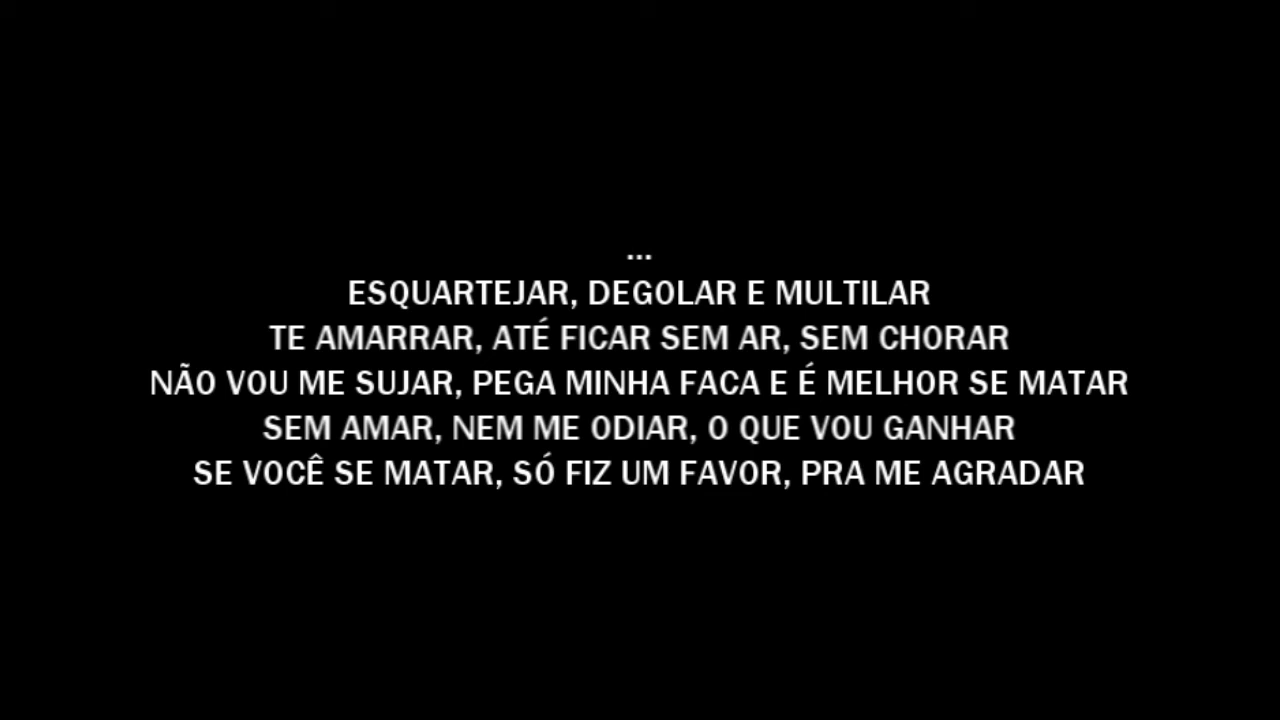 ...
ESQUARTEJAR, DEGOLAR E MULTILAR
TE AMARRAR, ATÉ FICAR SEM AR, SEM CHORAR
NÃO VOU ME SUJAR, PEGA MINHA FACA E É MELHOR SE MATAR
SEM AMAR, NEM ME ODIAR, O QUE VOU GANHAR
SE VOCÊ SE MATAR, SÓ FIZ UM FAVOR, PRA ME AGRADAR